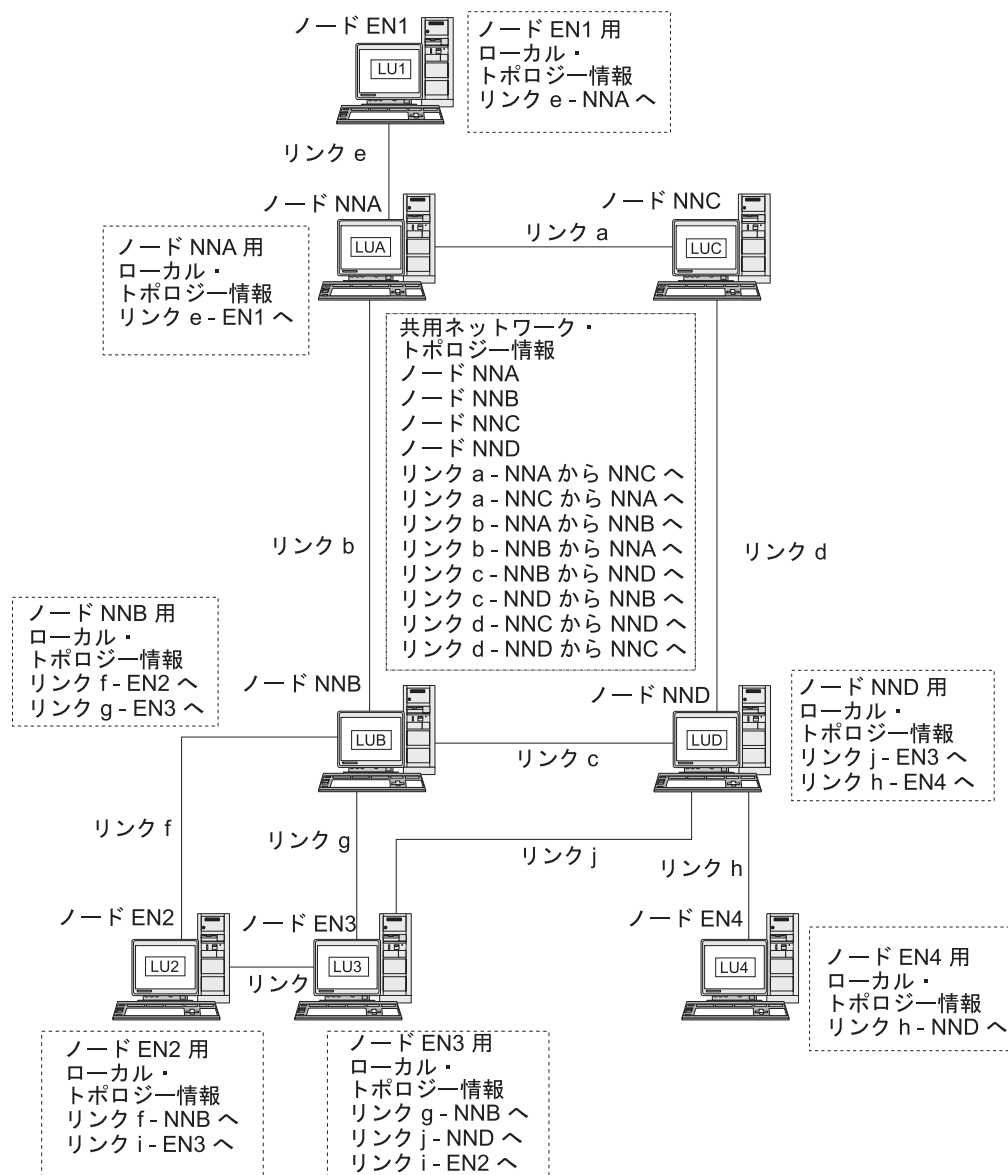 ノード EN1
LU1
ノード EN1 用
ローカル・
トポロジー情報
リンク e - NNA へ
リンク e
ノード NNA
LUA
ノード NNC
LUC
リンク a
ノード NNA 用
ローカル・
トポロジー情報
リンク e - EN1 へ
共用ネットワーク・
トポロジー情報
ノード NNA
ノード NNB
ノード NNC
ノード NND
リンク a - NNA から NNC へ
リンク a - NNC から NNA へ
リンク b - NNA から NNB へ
リンク b - NNB から NNA へ
リンク c - NNB から NND へ
リンク c - NND から NNB へ
リンク d - NNC から NND へ
リンク d - NND から NNC へ
リンク b
リンク d
ノード NNB 用
ローカル・
トポロジー情報
リンク f - EN2 へ
リンク g - EN3 へ
ノード NNB
LUB
ノード NND
LUD
リンク c
ノード NND 用
ローカル・
トポロジー情報
リンク j - EN3 へ
リンク h - EN4 へ
リンク f
リンク g
リンク j
リンク h
ノード EN2
LU2
ノード EN3
LU3
リンク
ノード EN4
LU4
ノード EN4 用
ローカル・
トポロジー情報
リンク h - NND へ
ノード EN2 用
ローカル・
トポロジー情報
リンク f - NNB へ
リンク i - EN3 へ
ノード EN3 用
ローカル・
トポロジー情報
リンク g - NNB へ
リンク j - NND へ
リンク i - EN2 へ